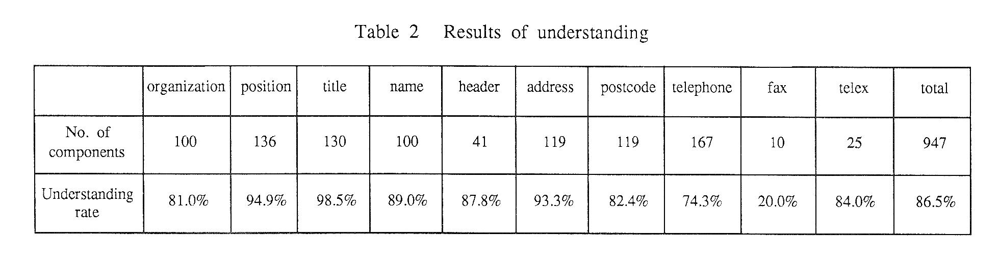 Table 2 Results of understanding
organization position title name header address postcode telephone fax telex total
No. of components 100 136 130 100 41 119 119 167 10 25 947
Understanding rate 81.0% 94.9% 98.5% 89.0% 87.8% 93.3% 82.4% 74.3% 20.0% 84.0% 86.5%